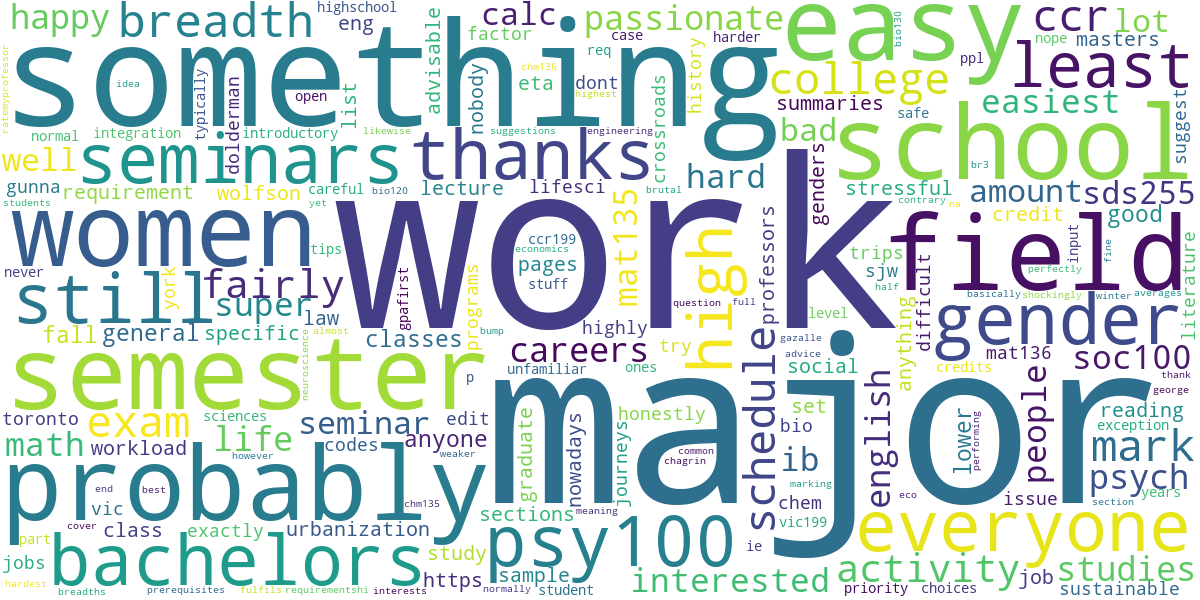 happy
breadth
highschool
eng
advisable
calc
factor
passionate
easy
bio130
ccr
lot
ratemyprofessor
something
req
case
harder
nope
masters
ppl
idea
typically
open
list
nobody
chm136
eta
dont
highest
history
college
least
normal
integration
dolderman
introductory
likewise
suggestions
engineering
crossroads
summaries
safe
easiest
suggest
well
seminars
thanks
bad
school
br3
gunna
requirement
wolfson
careful
bio120
lecture
lifesci
brutal
hard
genders
stressful
amount
sds255
students
yet
contrary
na
women
work
tips
ccr199
economics
pages
stuff
mat135
high
professors
trips
field
credit
good
input
fine
literature
never
still
york
fairly
gpafirst
programs
question
full
sjw
half
perfectly
super
law
basically
shockingly
winter
averages
fall
general
specific
almost
classes
bump
highly
level
anything
difficult
gender
semester
neuroscience
careers
try
gazalle
advice
social
mat136
soc100
unfamiliar
ones
credits
thank
george
p
major
schedule
english
people
toronto
exam
sciences
seminar
edit
graduate
nowadays
journeys
honestly
set
bio
lower
performing
reading
exception
math
workload
life
codes
anyone
common
chagrin
ib
mark
however
weaker
probably
psych
end
best
vic
chm135
meaning
marking
chem
eco
issue
section
years
cover
class
exactly
urbanization
sections
psy100
vic199
everyone
part
jobs
bachelors
study
ie
hardest
https
sample
interested
activity
job
studies
breadths
prerequisites
fulfils
requirementshi
interests
normally
student
priority
choices
sustainable